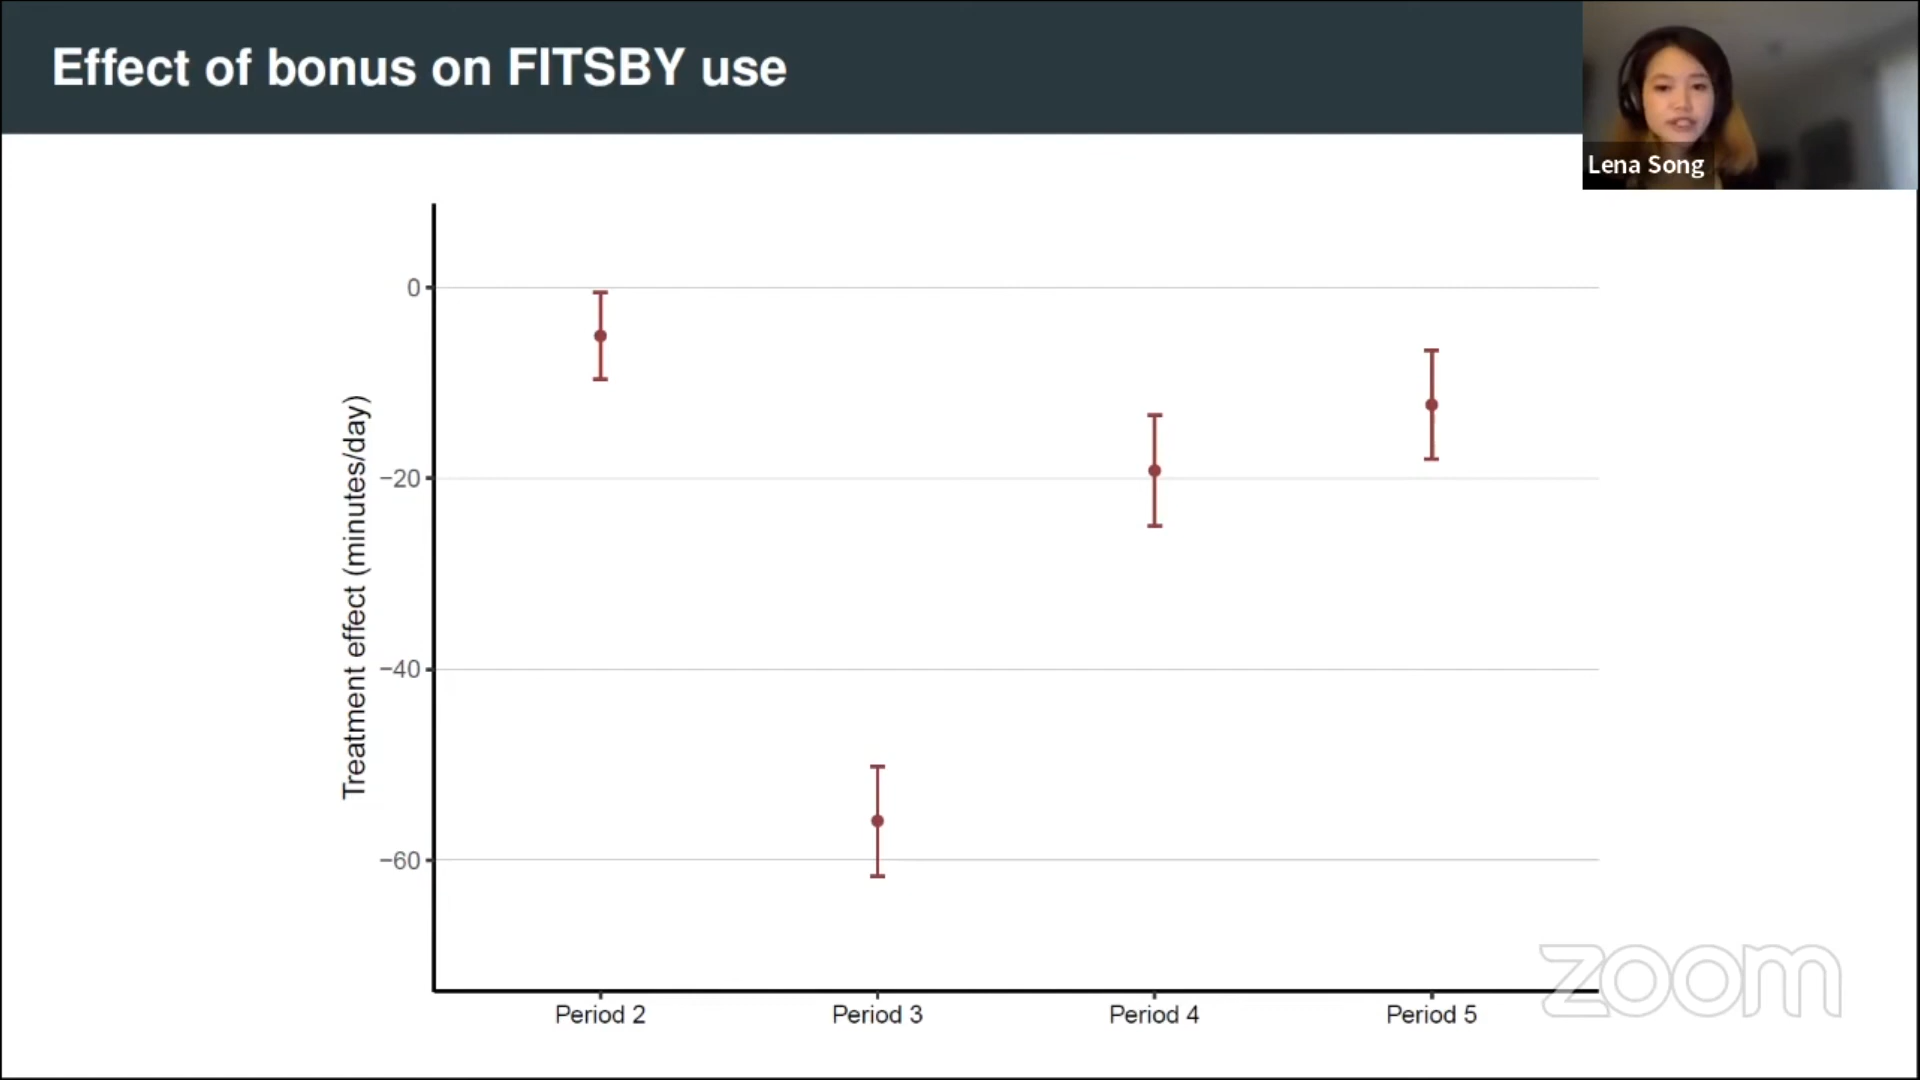 Effect of bonus on FITSBY use
Lena Song
Treatment effect (minutes/day)
0
−20
−40
−60
Period 2
Period 3
Period 4
Period 5
zoom